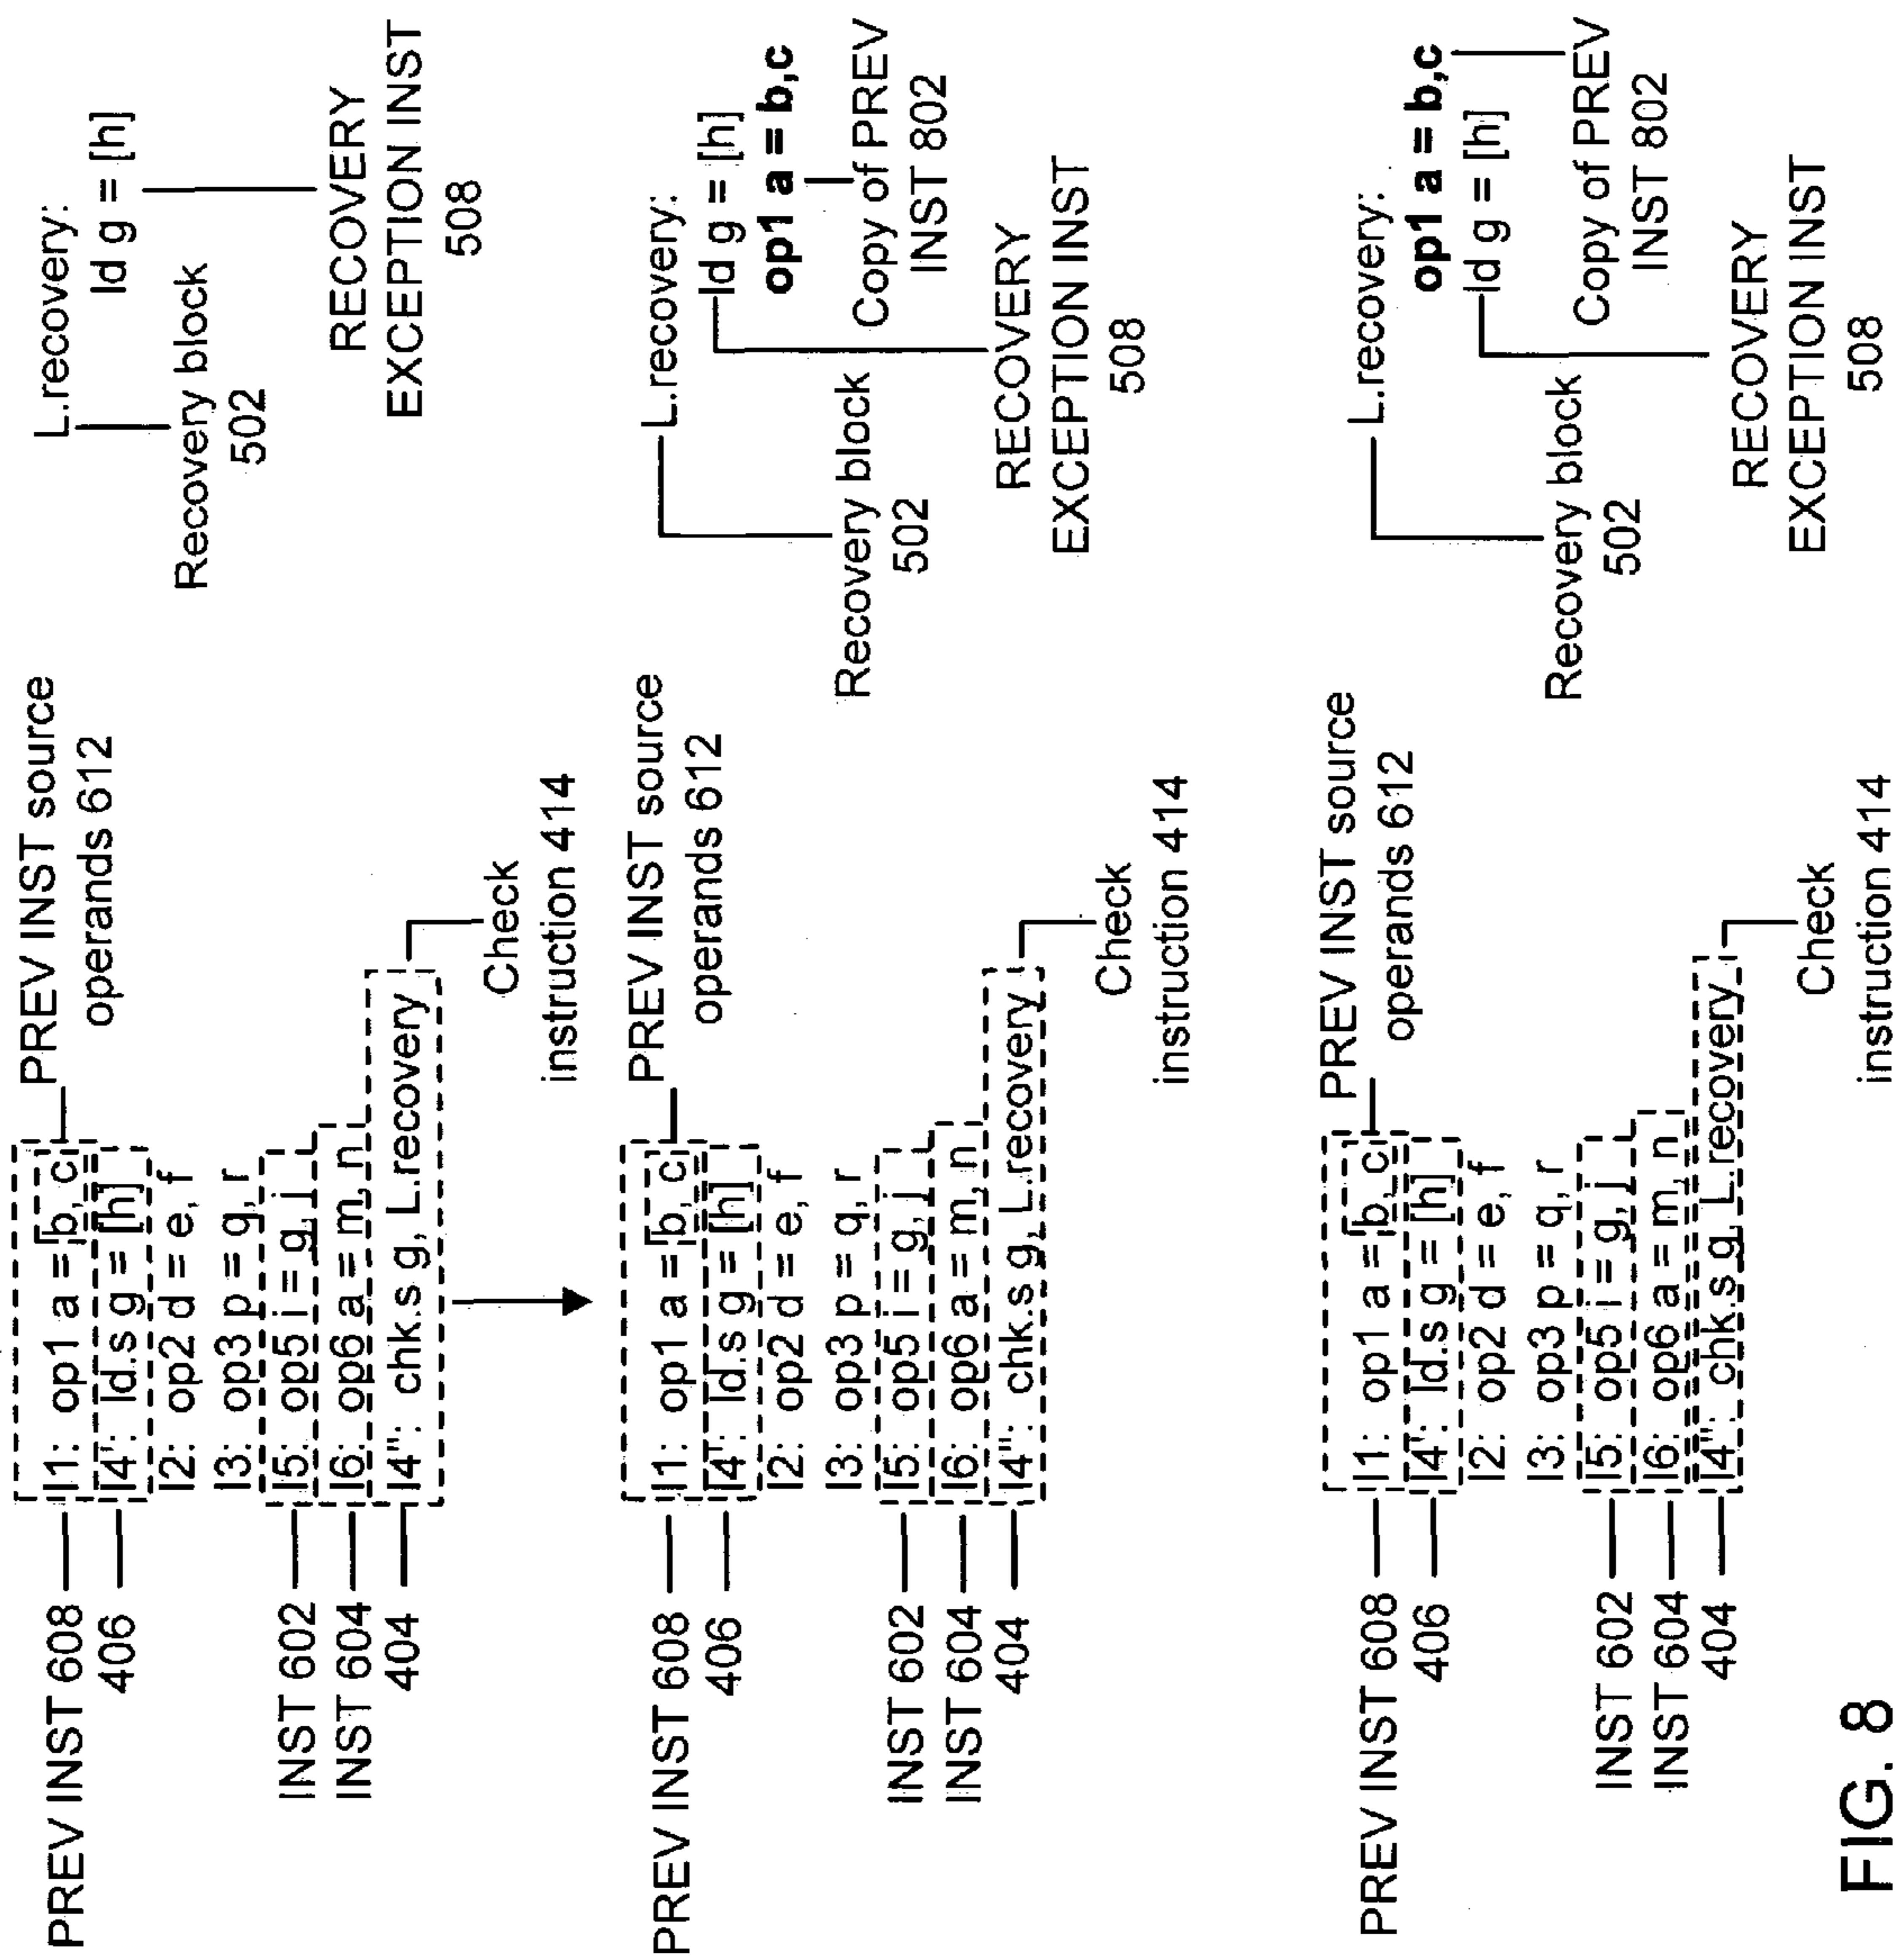 PREV INST 608
I1: op1 a = b, c
PREV INST source
operands 612
L.recovery:
406
I4': ld.s g = [h]
ld g = [h]
I2: op2 d = e, f
Recovery block
502
I3: op3 p = q, r
INST 602
I5: op5 i = g, j
RECOVERY
EXCEPTION INST
508
INST 604
I6: op6 a = m, n
404
I4'': chk.s g, L.recovery
Check
instruction 414
PREV INST 608
I1: op1 a = b, c
PREV INST source
operands 612
L.recovery:
406
I4': ld.s g = [h]
ld g = [h]
I2: op2 d = e, f
op1 a = b,c
I3: op3 p = q, r
Recovery block
502
Copy of PREV
INST 802
INST 602
I5: op5 i = g, j
INST 604
I6: op6 a = m, n
404
I4'': chk.s g, L.recovery
RECOVERY
EXCEPTION INST
508
Check
instruction 414
PREV INST 608
I1: op1 a = b, c
PREV INST source
operands 612
L.recovery:
406
I4': ld.s g = [h]
op1 a = b,c
I2: op2 d = e, f
ld g = [h]
I3: op3 p = q, r
Recovery block
502
Copy of PREV
INST 802
INST 602
I5: op5 i = g, j
INST 604
I6: op6 a = m, n
404
I4'': chk.s g, L.recovery
RECOVERY
EXCEPTION INST
508
Check
instruction 414
FIG. 8